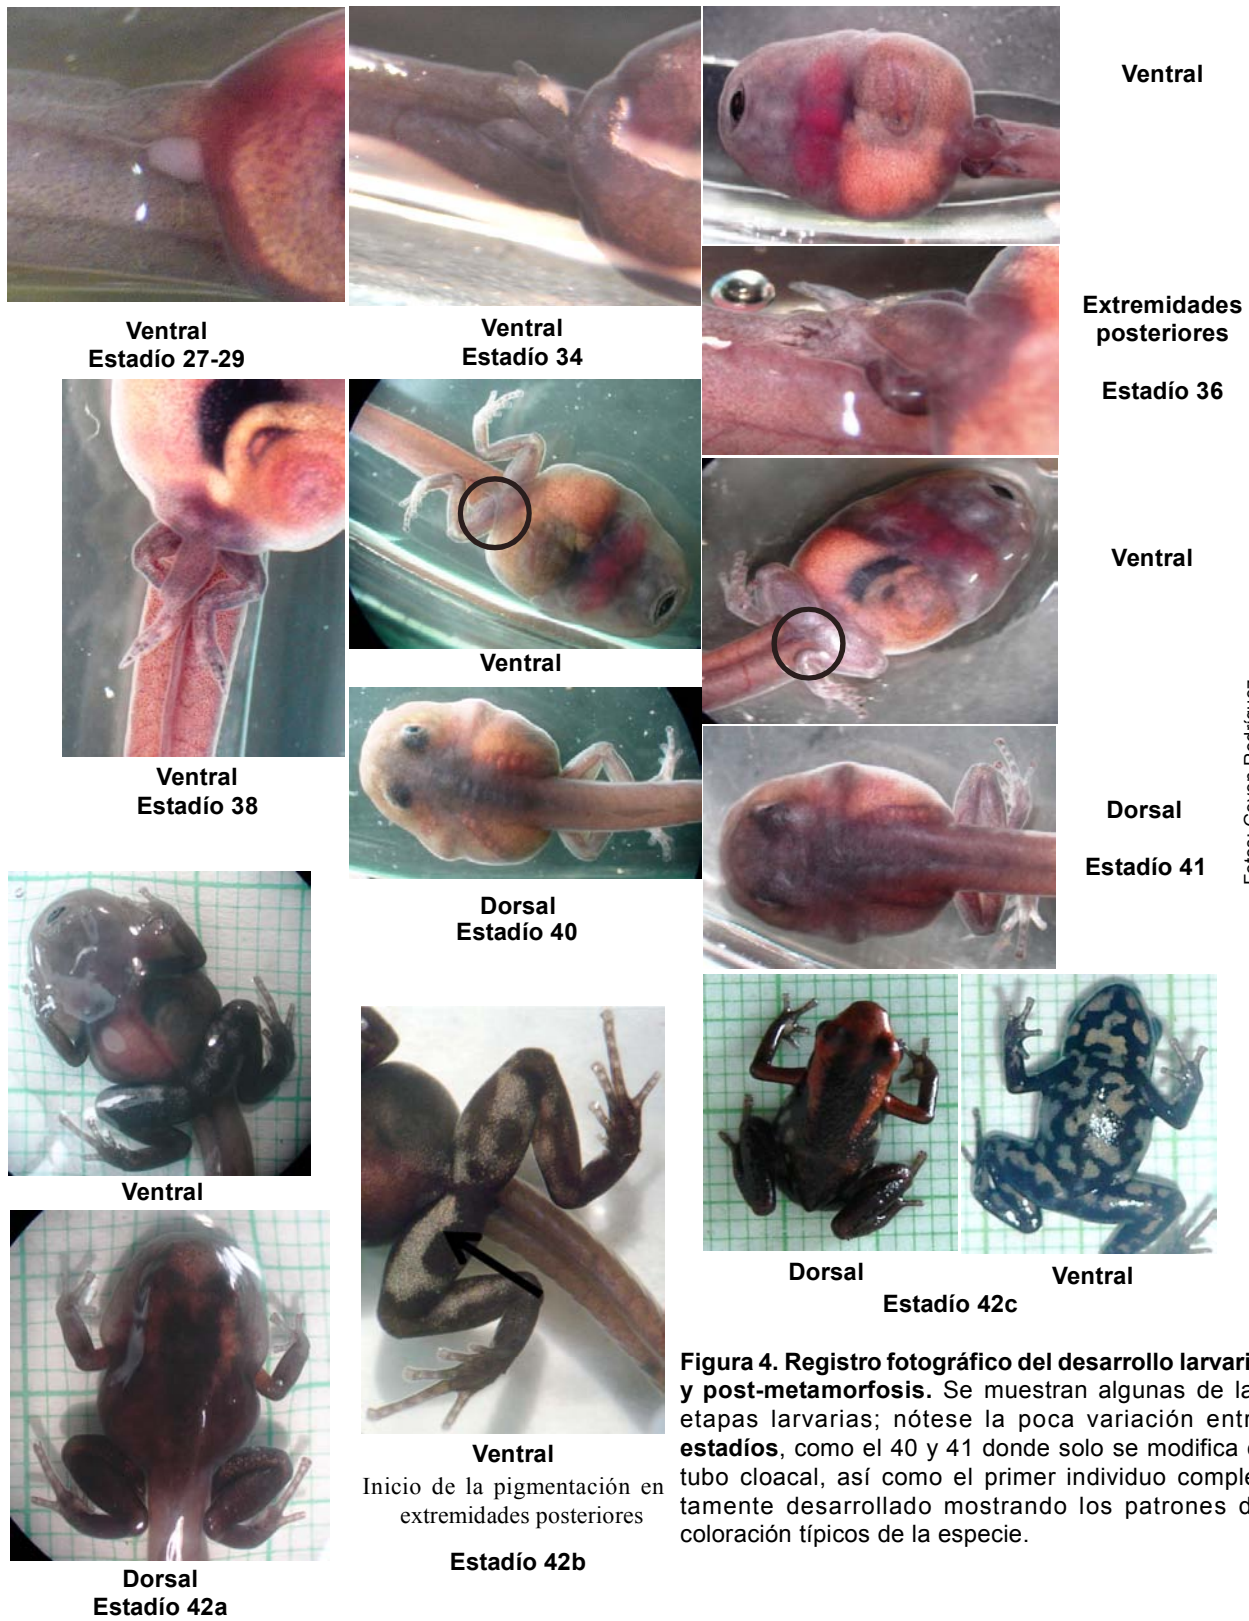 Ventral
Estadío 27-29
Ventral
Estadío 34
Ventral
Extremidades
posteriores
Estadío 36
Ventral
Estadío 38
Ventral
Dorsal
Estadío 40
Ventral
Dorsal
Estadío 41
Ventral
Dorsal
Estadío 42a
Ventral
Inicio de la pigmentación en
extremidades posteriores
Estadío 42b
Dorsal
Ventral
Estadío 42c
Figura 4. Registro fotográfico del desarrollo larvari
y post-metamorfosis. Se muestran algunas de la
etapas larvarias; nótese la poca variación entr
estadíos, como el 40 y 41 donde solo se modifica e
tubo cloacal, así como el primer individuo comple
tamente desarrollado mostrando los patrones d
coloración típicos de la especie.